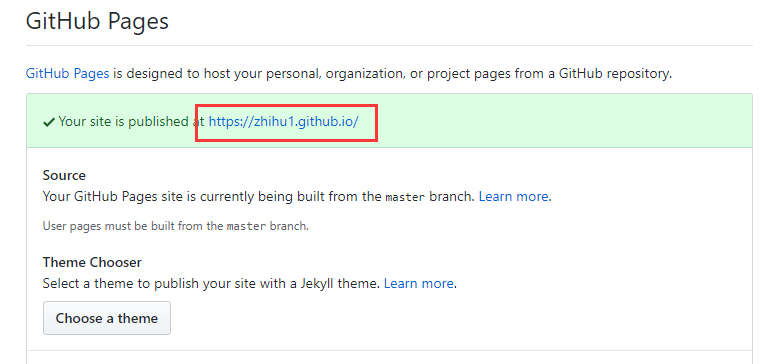 GitHub Pages
GitHub Pages is designed to host your personal, organization, or project pages from a GitHub repository.
✔ Your site is published at https://zhihu1.github.io/
Source
Your GitHub Pages site is currently being built from the master branch. Learn more.
User pages must be built from the master branch.
Theme Chooser
Select a theme to publish your site with a Jekyll theme. Learn more.
Choose a theme